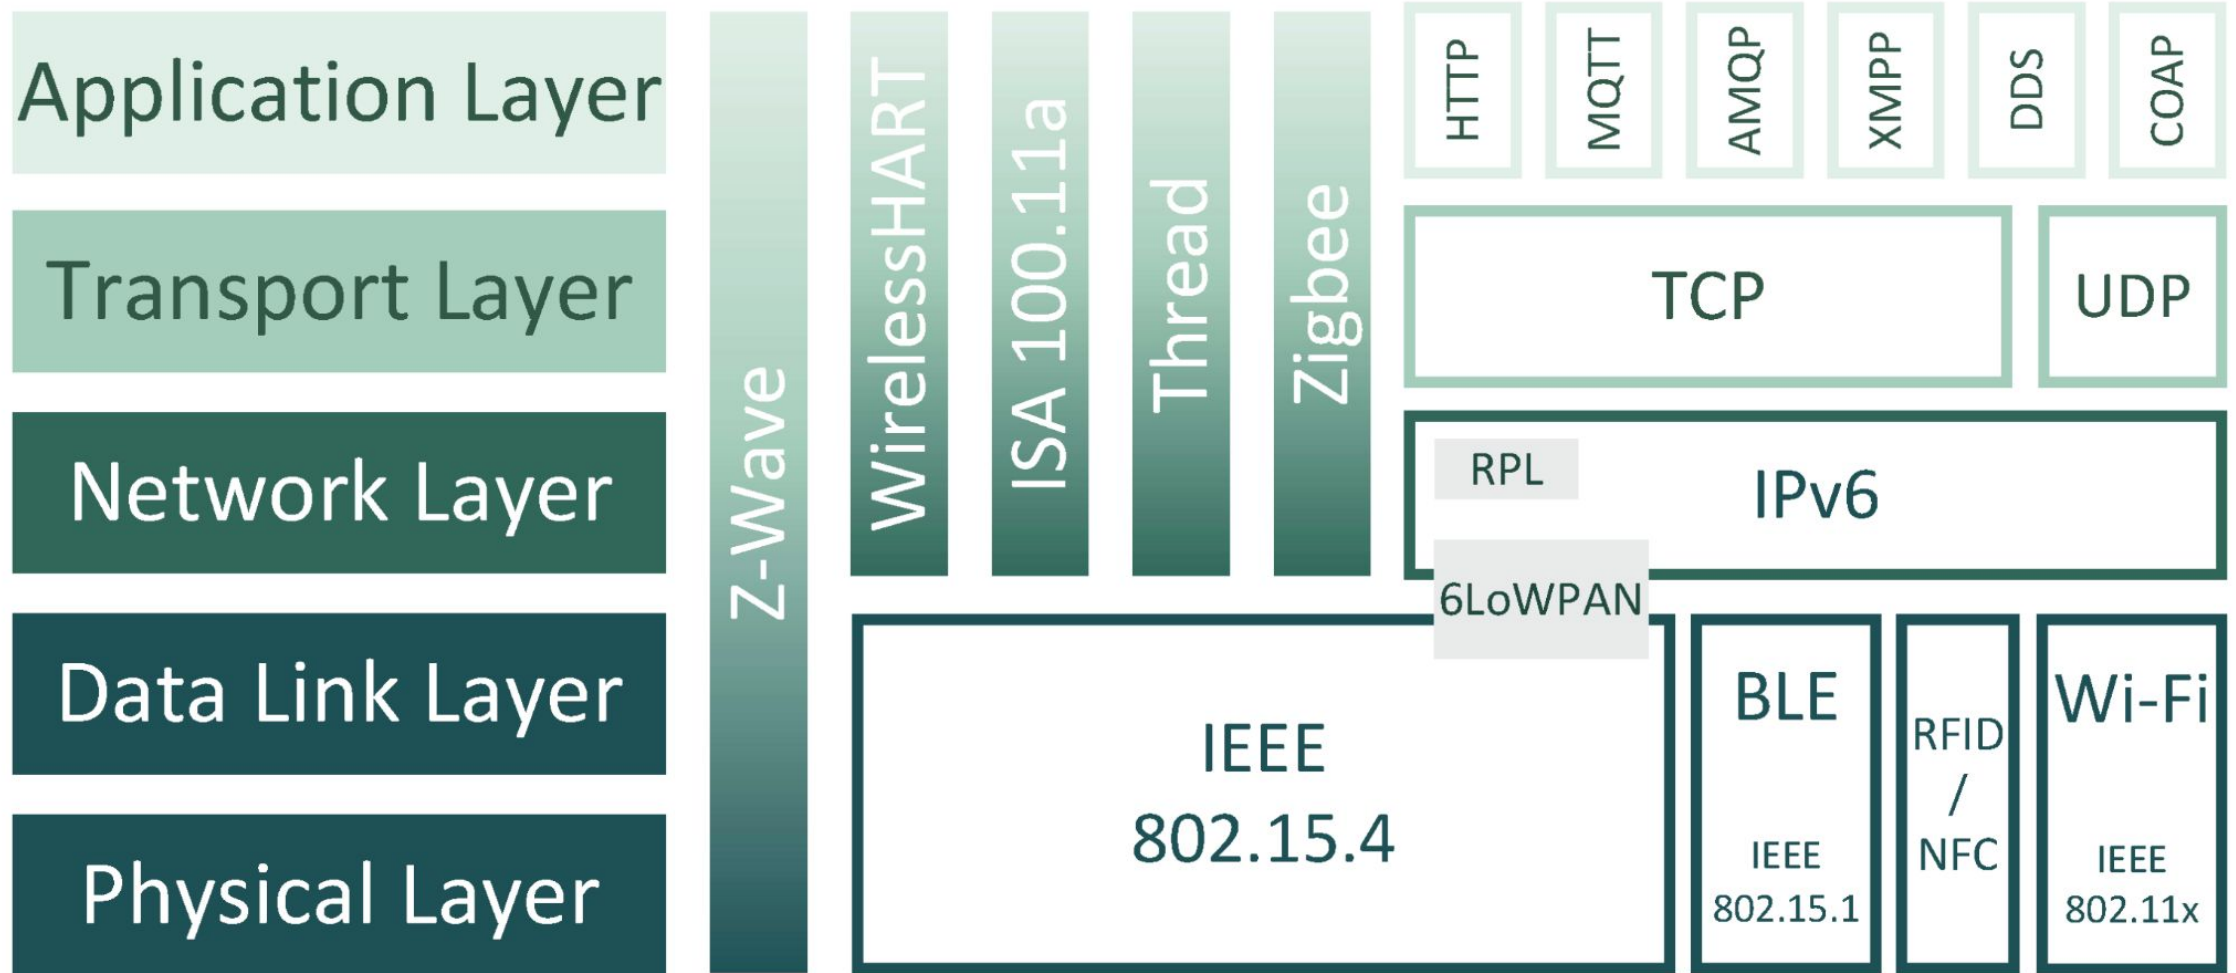 Application Layer
Transport Layer
Network Layer
Data Link Layer
Physical Layer
Z-Wave
WirelessHART
ISA 100.11a
Thread
Zigbee
HTTP
MQTT
AMQP
XMPP
DDS
COAP
TCP
UDP
RPL
IPv6
6LoWPAN
IEEE
802.15.4
BLE
IEEE
802.15.1
RFID
/
NFC
Wi-Fi
IEEE
802.11x